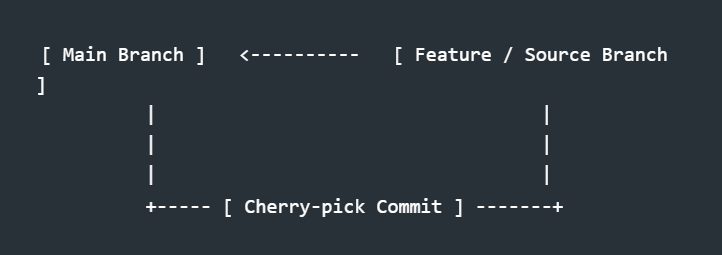 [ Main Branch ]   <----------   [ Feature / Source Branch
]
          |                                   |
          |                                   |
          |                                   |
          +----- [ Cherry-pick Commit ] -------+